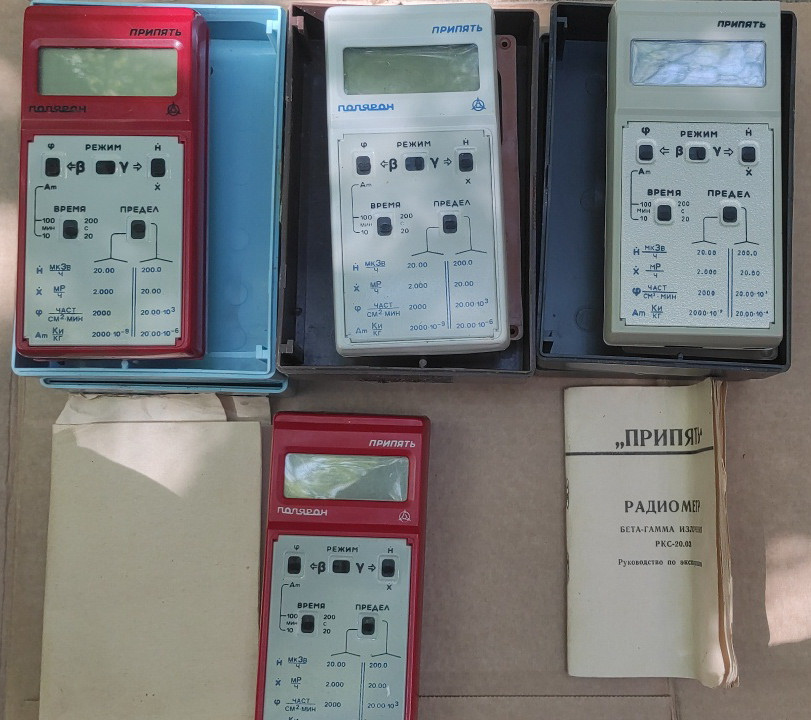 ПРИПЯТЬ
полярон
φ РЕЖИМ Ḣ
⇐ β γ ⇒
Am Ẋ
ВРЕМЯ ПРЕДЕЛ
100 200
МИН С
10 20
Ḣ мкЗв/ч 20.00 200.0
Ẋ мР/ч 2.000 20.00
φ ЧАСТ/СМ²·МИН 2000 20.00·10³
Am Ки/кг 2000·10⁻⁹ 20.00·10⁻⁶
ПРИПЯТЬ
полярон
φ РЕЖИМ Ḣ
⇐ β γ ⇒
Am Ẋ
ВРЕМЯ ПРЕДЕЛ
100 200
МИН С
10 20
Ḣ мкЗв/ч 20.00 200.0
Ẋ мР/ч 2.000 20.00
φ ЧАСТ/СМ²·МИН 2000 20.00·10³
Am Ки/кг 2000·10⁻⁹ 20.00·10⁻⁶
ПРИПЯТЬ
φ РЕЖИМ Ḣ
← β γ →
Am Ẋ
ВРЕМЯ ПРЕДЕЛ
100 200
МИН С
10 20
Ḣ мкЗв/ч 20.00 200.0
Ẋ мР/ч 2.000 20.00
φ ЧАСТ/СМ²·МИН 2000
Am Ки/кг
ПРИПЯТЬ
полярон
φ РЕЖИМ Ḣ
⇐ β γ ⇒
Am Ẋ
ВРЕМЯ ПРЕДЕЛ
100 200
МИН С
10 20
Ḣ мкЗв/ч 20.00 200.0
Ẋ мР/ч 2.000 20.00
φ ЧАСТ/СМ²·МИН 2000 20.00·10³
„ПРИПЯТЬ“
РАДИОМЕТР
БЕТА-ГАММА
РКС-20.03
Руководство по